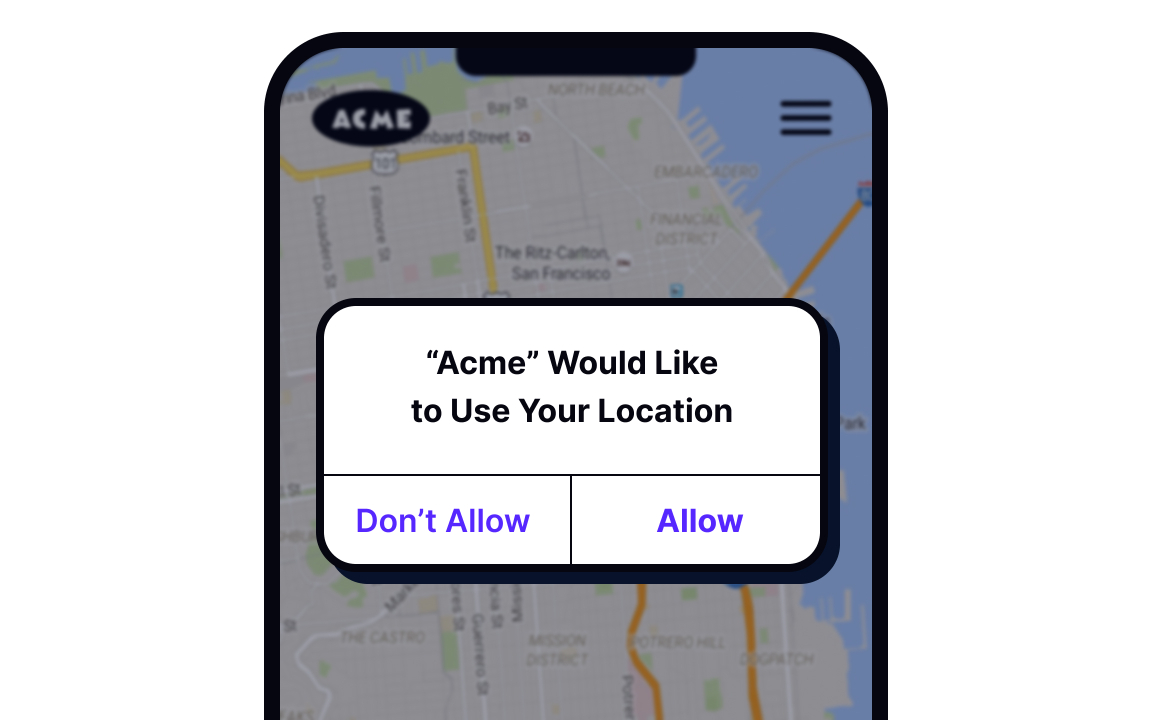 NORTH BEACH
Bay St
ACME
Lombard Street
101
EMBARCADERO
Franklin St
Fillmore St
Divisadero St
FINANCIAL
DISTRICT
The Ritz-Carlton,
San Francisco
“Acme” Would Like
to Use Your Location
Park
St
Don’t Allow
Allow
St
THE CASTRO
Guerrero St
MISSION
DISTRICT
POTRERO HILL
DOGPATCH